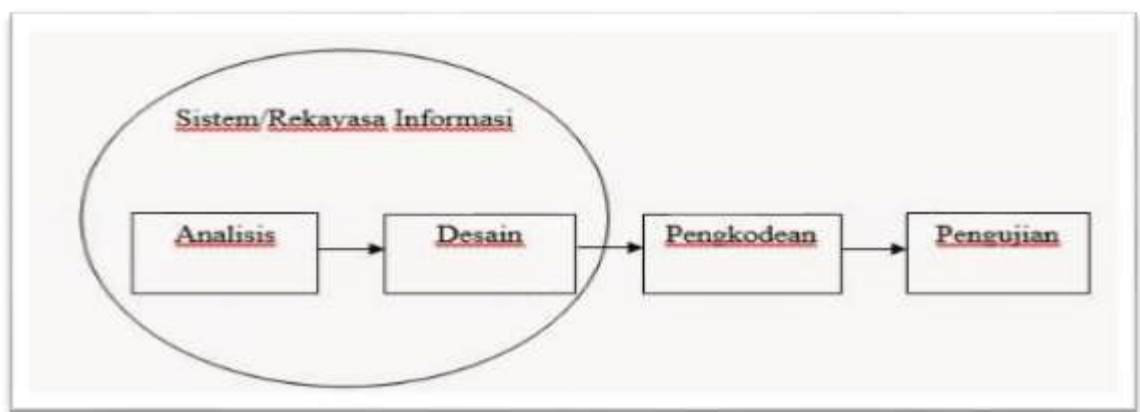 Sistem/Rekayasa Informasi
Analisis
Desain
Pengkodean
Pengujian